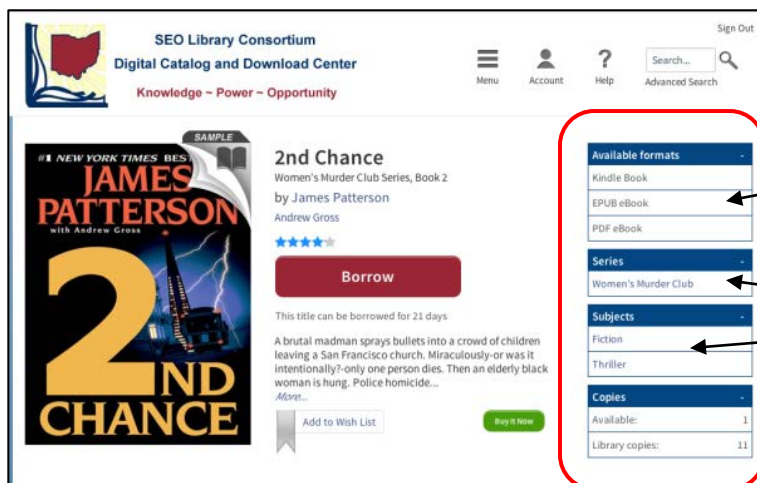 Sign Out
SEO Library Consortium
Digital Catalog and Download Center
Knowledge ~ Power ~ Opportunity
Menu
Account
?
Help
Search...
Advanced Search
SAMPLE
#1 NEW YORK TIMES BES
JAMES
PATTERSON
with Andrew Gross
2
ND
CHANCE
2nd Chance
Women's Murder Club Series, Book 2
by James Patterson
Andrew Gross
Borrow
This title can be borrowed for 21 days
A brutal madman sprays bullets into a crowd of children
leaving a San Francisco church. Miraculously-or was it
intentionally?-only one person dies. Then an elderly black
woman is hung. Police homicide...
More...
Add to Wish List
Buy it Now
Available formats -
Kindle Book
EPUB eBook
PDF eBook
Series -
Women's Murder Club
Subjects -
Fiction
Thriller
Copies -
Available: 1
Library copies: 11